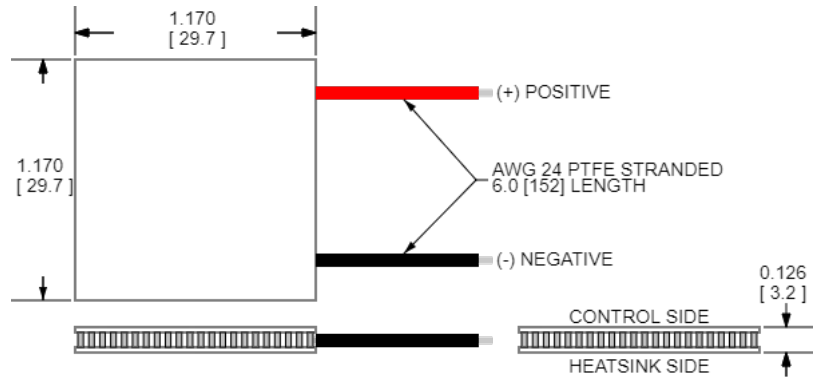 1.170
[ 29.7 ]
(+) POSITIVE
1.170
[ 29.7 ]
AWG 24 PTFE STRANDED
6.0 [152] LENGTH
(-) NEGATIVE
0.126
[ 3.2 ]
CONTROL SIDE
HEATSINK SIDE